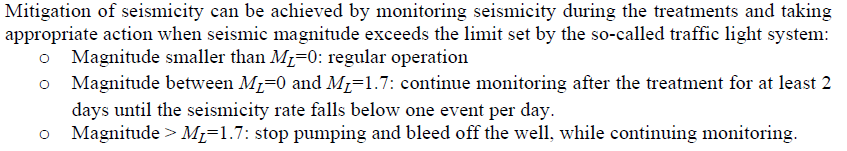 Mitigation of seismicity can be achieved by monitoring seismicity during the treatments and taking
appropriate action when seismic magnitude exceeds the limit set by the so-called traffic light system:
o Magnitude smaller than M_L=0: regular operation
o Magnitude between M_L=0 and M_L=1.7: continue monitoring after the treatment for at least 2
days until the seismicity rate falls below one event per day.
o Magnitude > M_L=1.7: stop pumping and bleed off the well, while continuing monitoring.